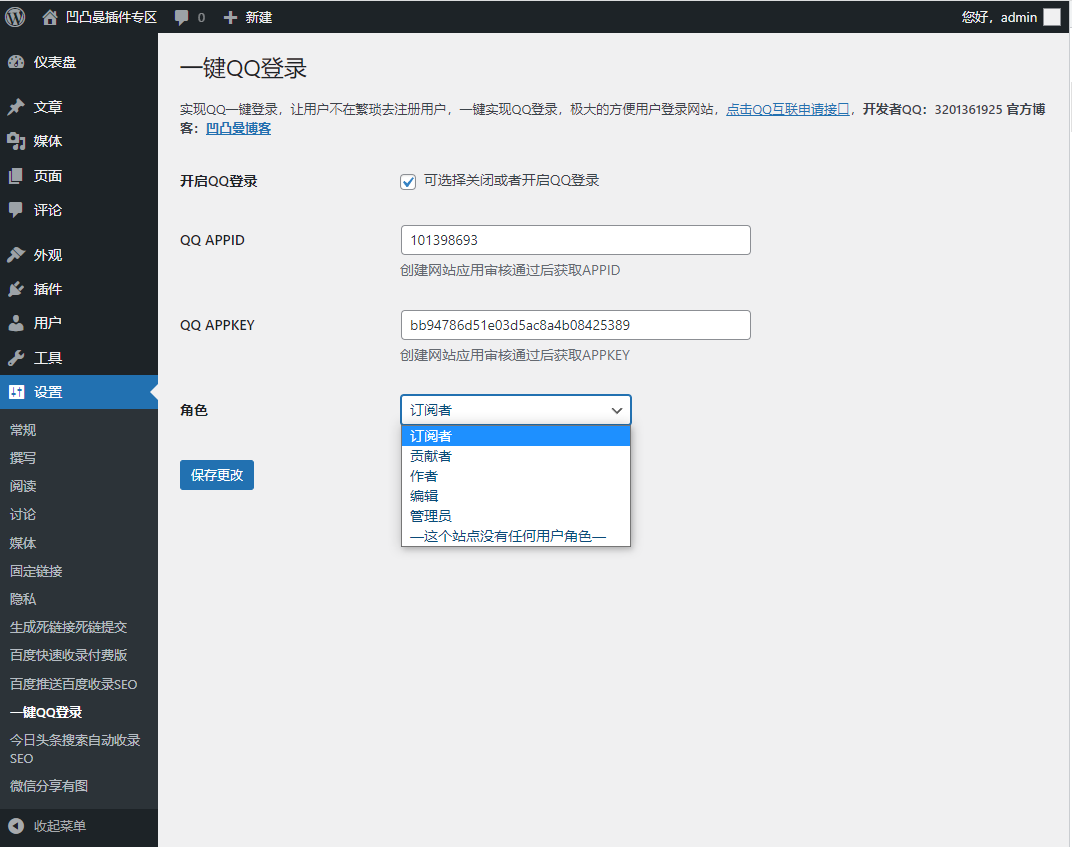 凹凸曼插件专区 0 新建 您好，admin
仪表盘
文章
媒体
页面
评论
外观
插件
用户
工具
设置
常规
撰写
阅读
讨论
媒体
固定链接
隐私
生成死链接死链提交
百度快速收录付费版
百度推送百度收录SEO
一键QQ登录
今日头条搜索自动收录
SEO
微信分享有图
收起菜单
一键QQ登录
实现QQ一键登录，让用户不在繁琐去注册用户，一键实现QQ登录，极大的方便用户登录网站，点击QQ互联申请接口，开发者QQ：3201361925 官方博
客：凹凸曼博客
开启QQ登录 可选择关闭或者开启QQ登录
QQ APPID 101398693
创建网站应用审核通过后获取APPID
QQ APPKEY bb94786d51e03d5ac8a4b08425389
创建网站应用审核通过后获取APPKEY
角色 订阅者
订阅者
贡献者
作者
编辑
管理员
—这个站点没有任何用户角色—
保存更改